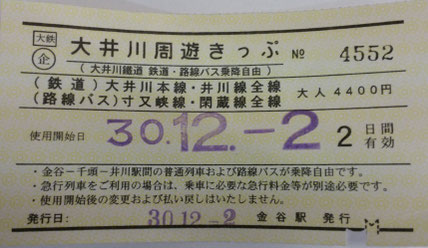 大鉄
企 大井川周遊きっぷ № 4552
(大井川鐵道 鉄道・路線バス乗降自由)
(鉄道)大井川本線・井川線全線 大人 4400円
(路線バス)寸又峡線・閑蔵線全線
使用開始日 30.12.-2 2日間有効
・金谷-千頭-井川駅間の普通列車および路線バスが乗降自由です。
・急行列車をご利用の場合は、乗車に必要な急行料金等が別途必要です。
・使用開始後の変更および払い戻しはいたしません。
発行日: 30.12.-2 金谷駅 発行